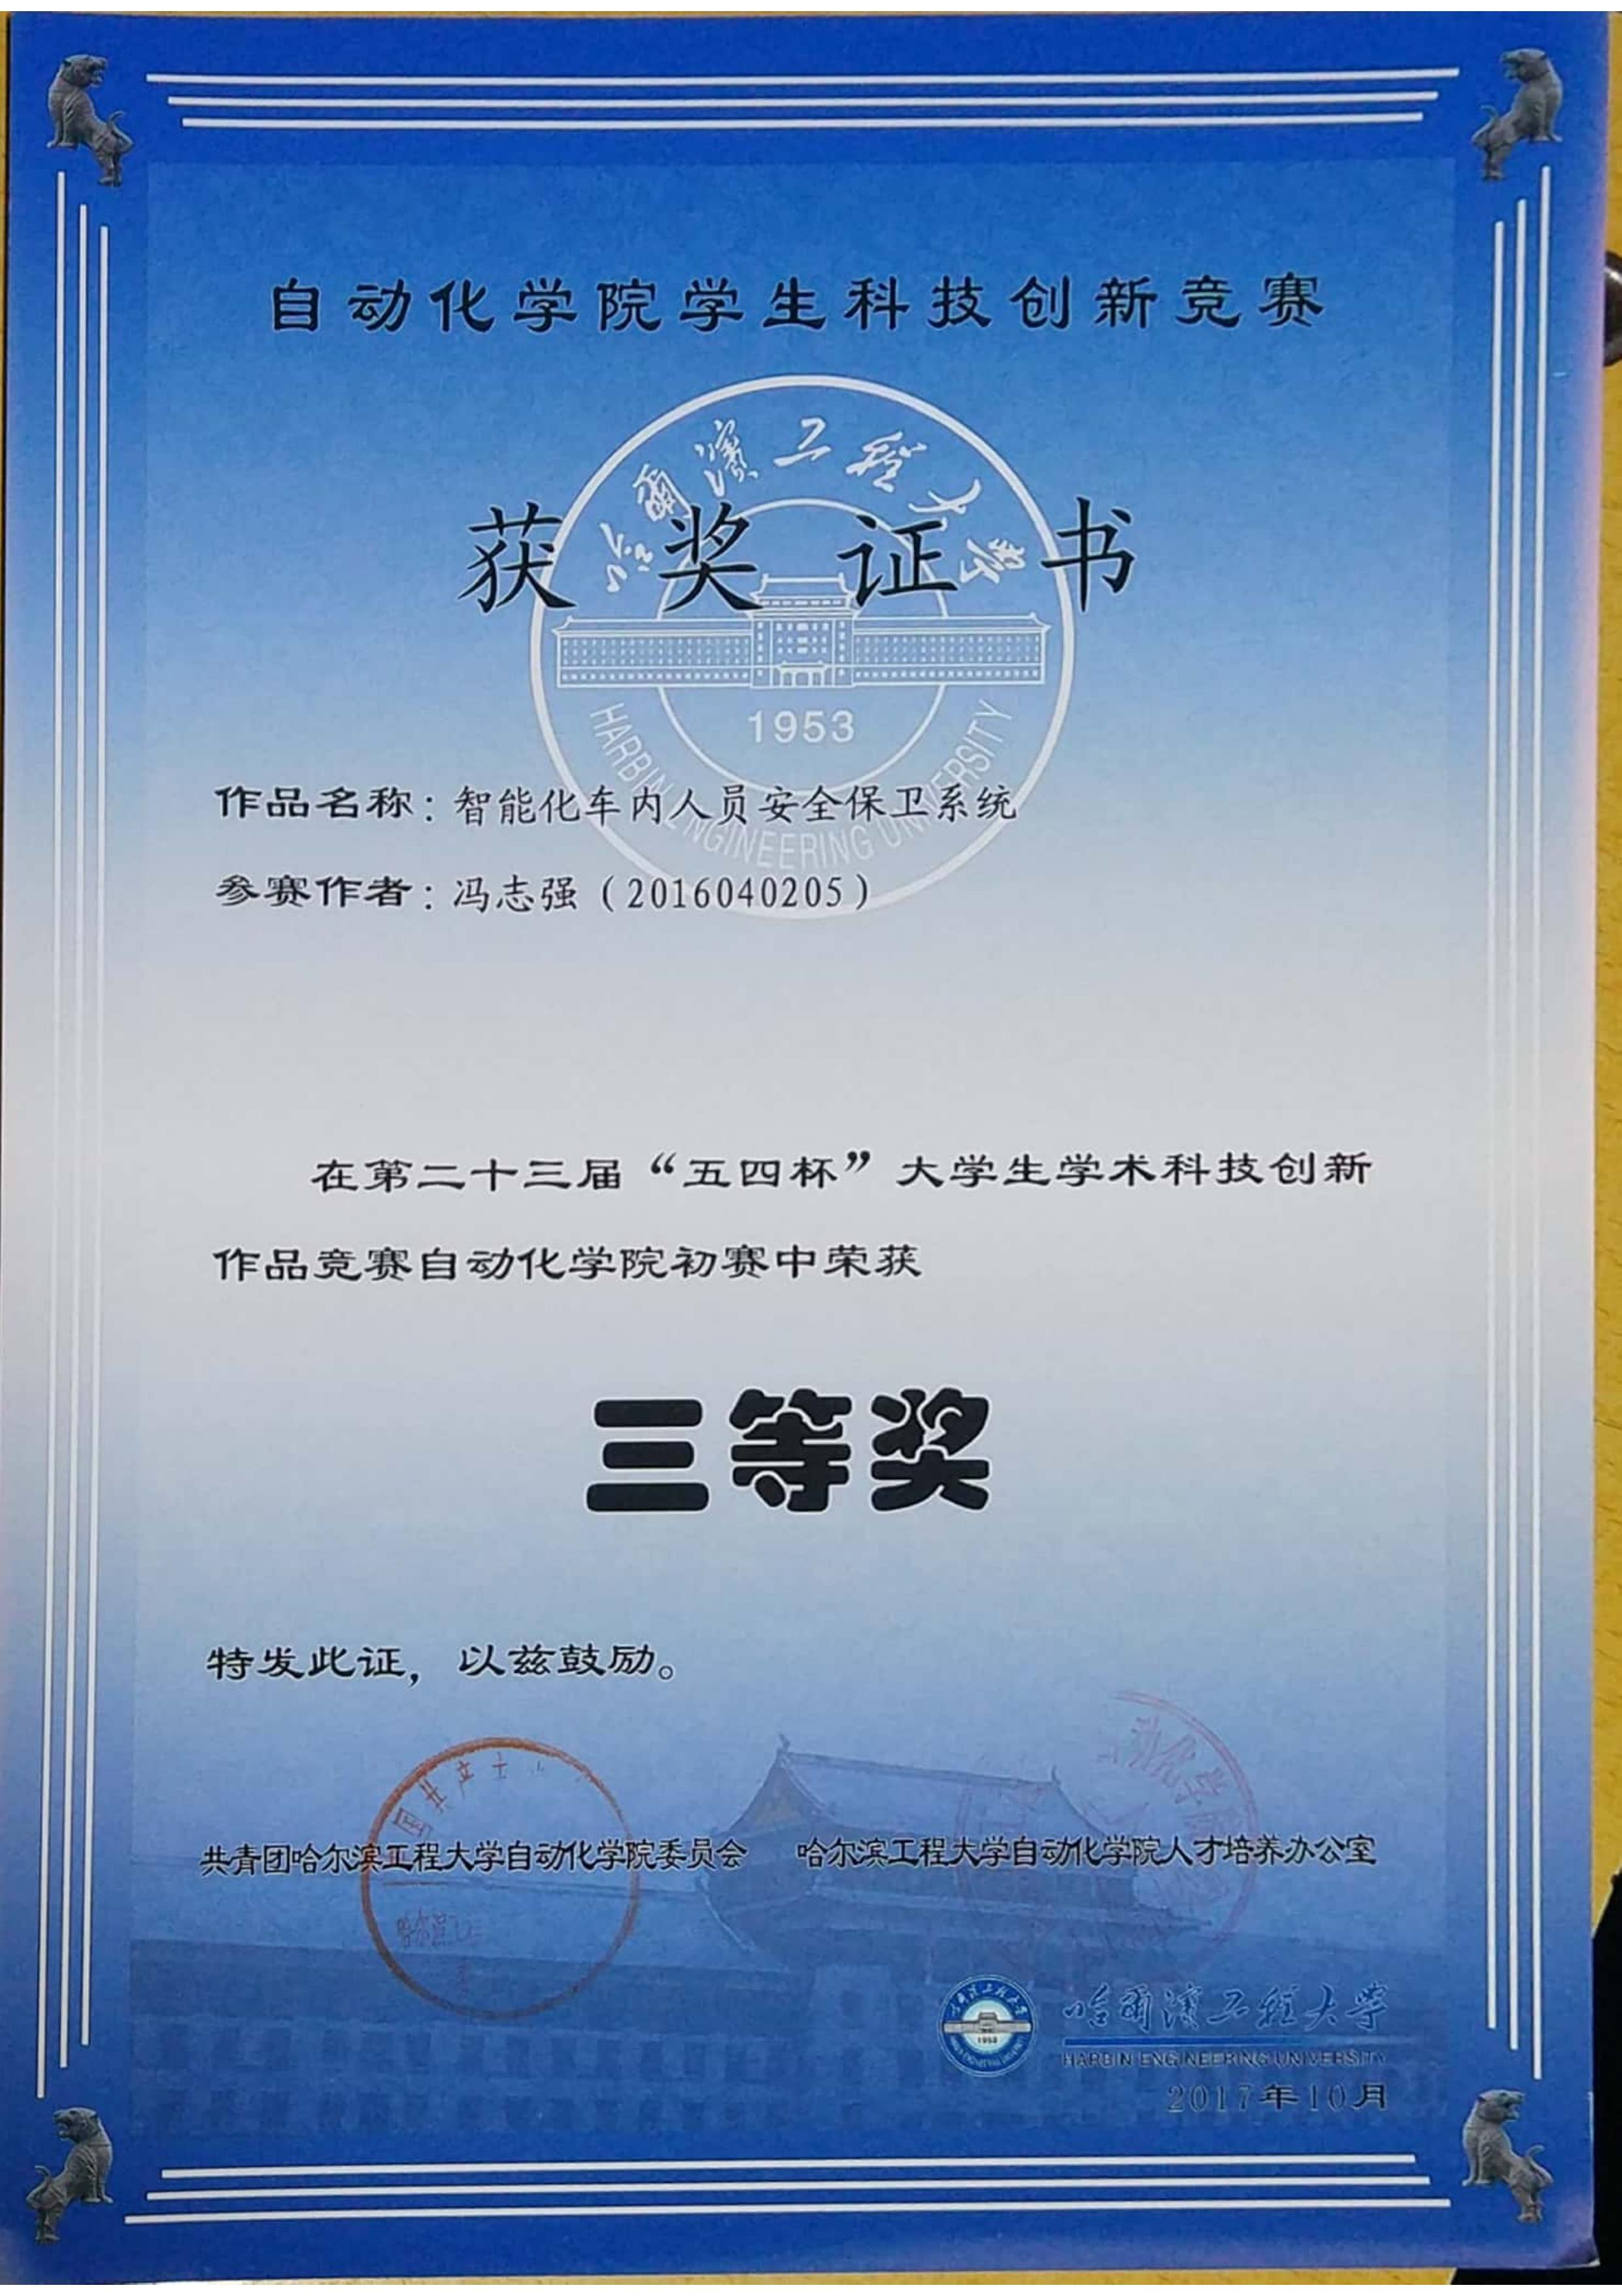 自动化学院学生科技创新竞赛
哈尔滨工程大学
获奖证书
1953
HARBIN ENGINEERING UNIVERSITY
作品名称：智能化车内人员安全保卫系统
参赛作者：冯志强（2016040205）
在第二十三届“五四杯”大学生学术科技创新
作品竞赛自动化学院初赛中荣获
三等奖
特发此证，以兹鼓励。
共青团哈尔滨工程大学自动化学院委员会 哈尔滨工程大学自动化学院人才培养办公室
哈尔滨工程大学
1953
HARBIN ENGINEERING UNIVERSITY
2017年10月